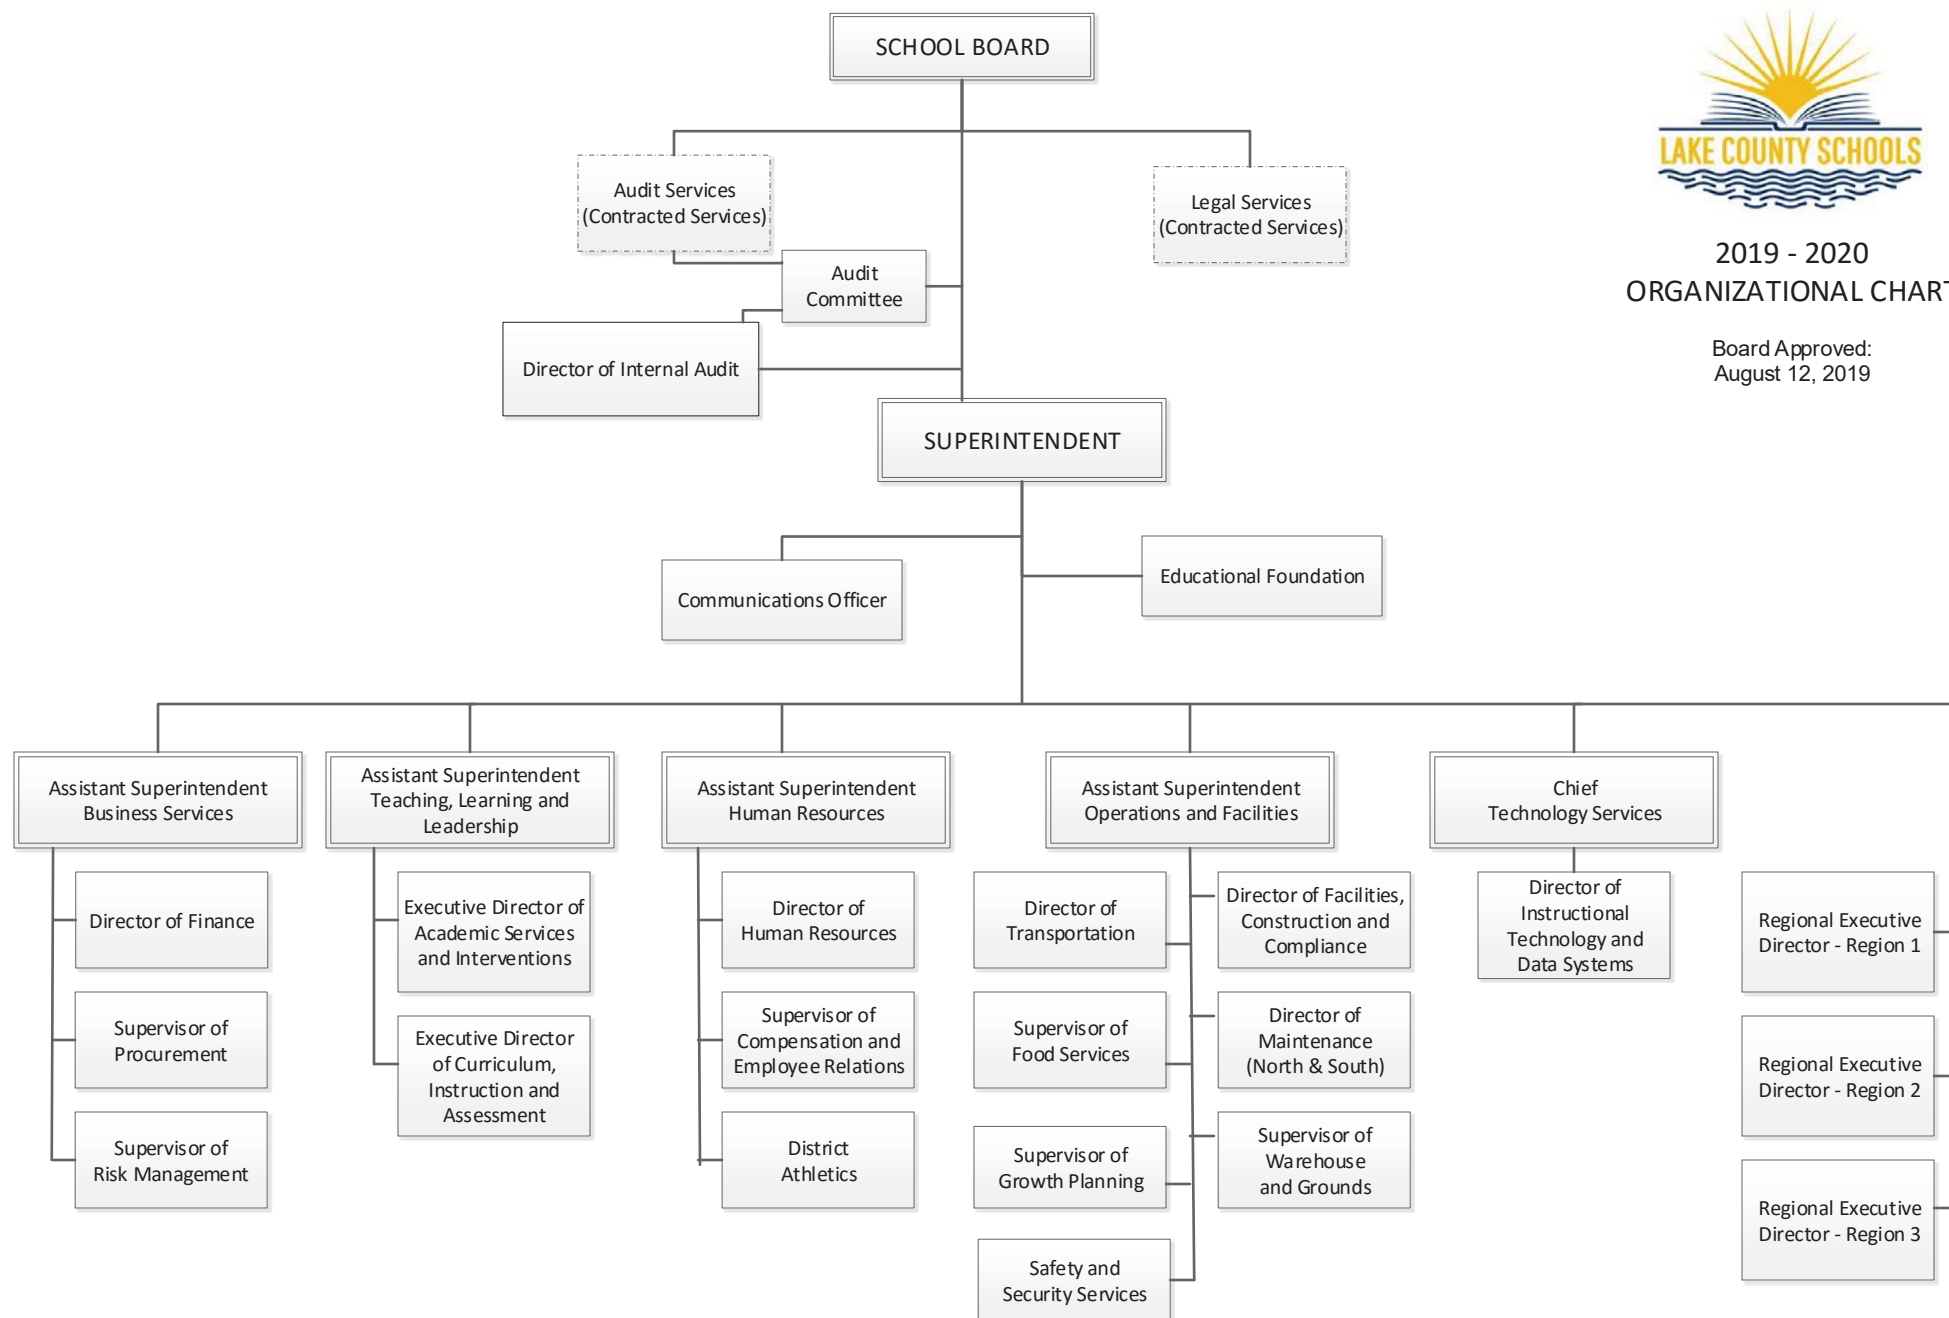 SCHOOL BOARD
LAKE COUNTY SCHOOLS
2019 - 2020
ORGANIZATIONAL CHART
Board Approved:
August 12, 2019
Audit Services
(Contracted Services)
Legal Services
(Contracted Services)
Audit
Committee
Director of Internal Audit
SUPERINTENDENT
Communications Officer
Educational Foundation
Assistant Superintendent
Business Services
Director of Finance
Supervisor of
Procurement
Supervisor of
Risk Management
Assistant Superintendent
Teaching, Learning and
Leadership
Executive Director of
Academic Services
and Interventions
Executive Director
of Curriculum,
Instruction and
Assessment
Assistant Superintendent
Human Resources
Director of
Human Resources
Supervisor of
Compensation and
Employee Relations
District
Athletics
Assistant Superintendent
Operations and Facilities
Director of
Transportation
Supervisor of
Food Services
Supervisor of
Growth Planning
Safety and
Security Services
Director of Facilities,
Construction and
Compliance
Director of
Maintenance
(North & South)
Supervisor of
Warehouse
and Grounds
Chief
Technology Services
Director of
Instructional
Technology and
Data Systems
Regional Executive
Director - Region 1
Regional Executive
Director - Region 2
Regional Executive
Director - Region 3